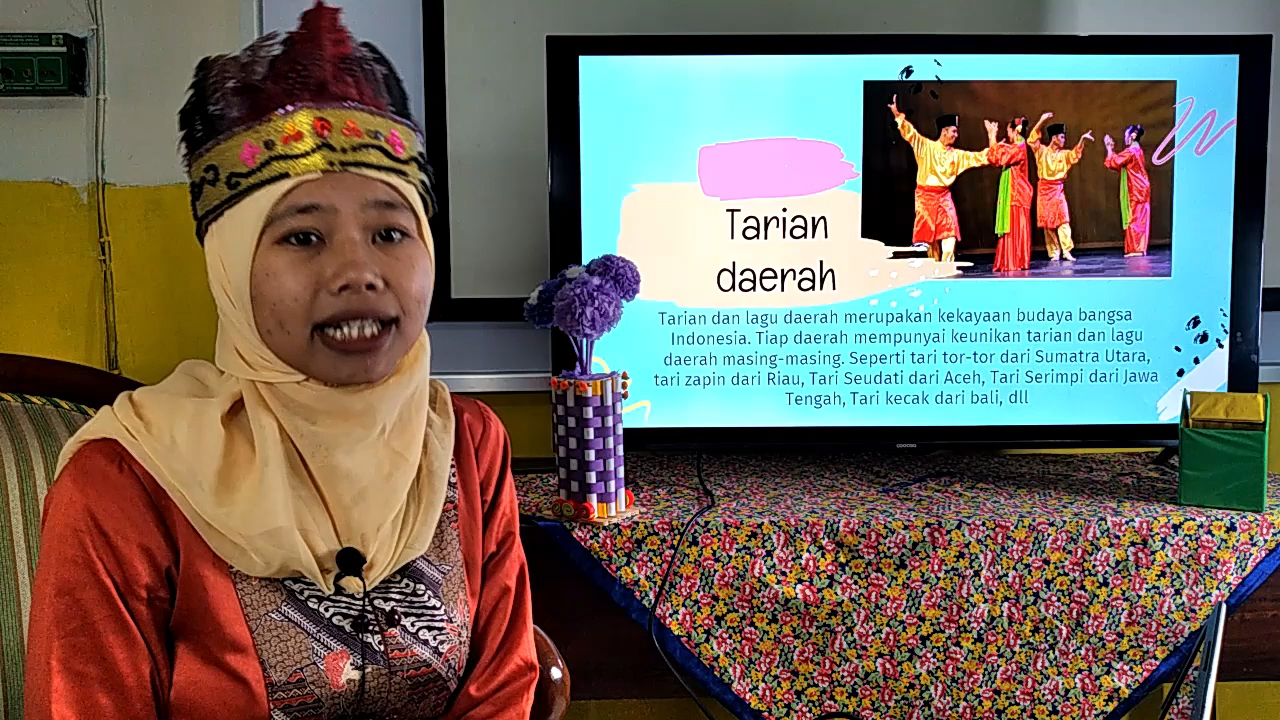 Tarian
daerah
Tarian dan lagu daerah merupakan kekayaan budaya bangsa
Indonesia. Tiap daerah mempunyai keunikan tarian dan lagu
daerah masing-masing. Seperti tari tor-tor dari Sumatra Utara,
tari zapin dari Riau, Tari Seudati dari Aceh, Tari Serimpi dari Jawa
Tengah, Tari kecak dari bali, dll